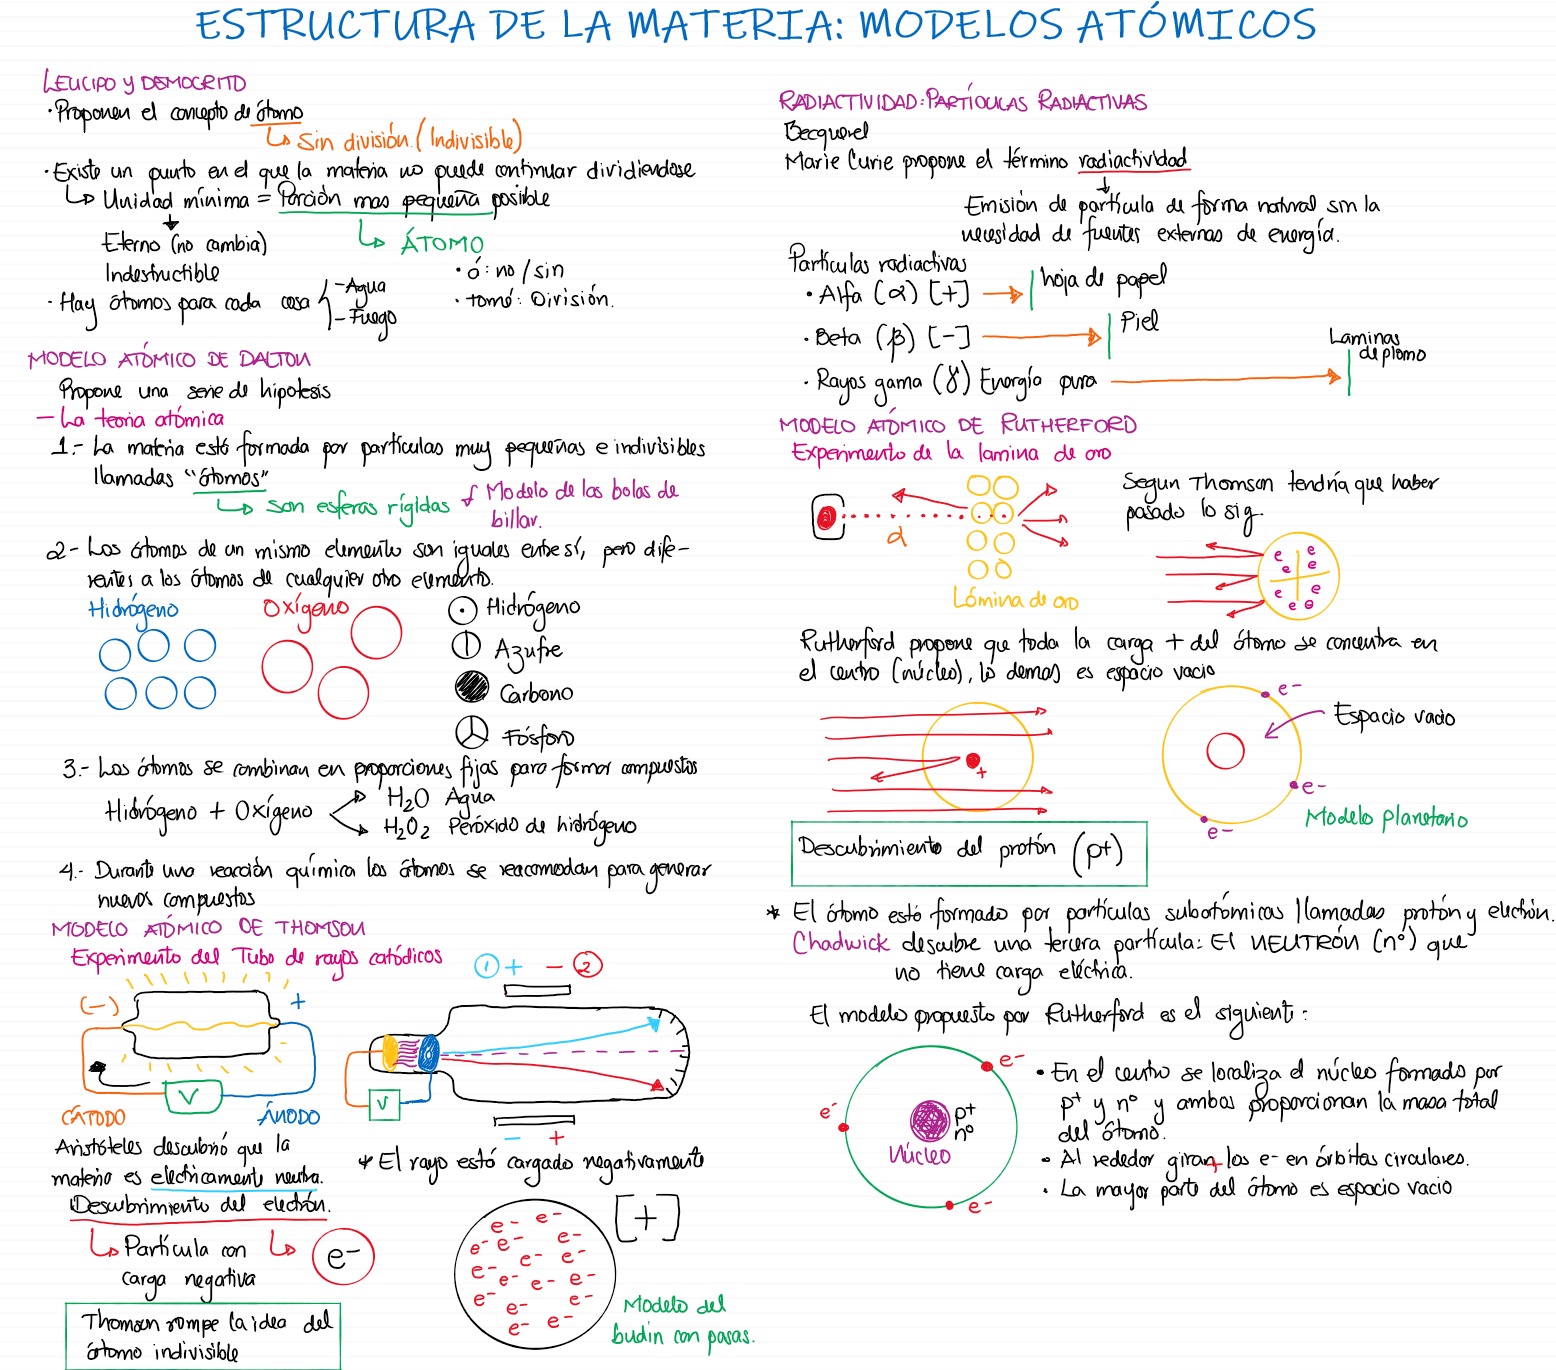 ESTRUCTURA DE LA MATERIA: MODELOS ATÓMICOS
LEUCIPO Y DEMOCRITO
• Proponen el concepto de átomo
↳ Sin división. (Indivisible)
• Existe un punto en el que la materia no puede continuar dividiendose
↳ Unidad mínima = Porción mas pequeña posible
Eterno (no cambia)
Indestructible
↳ ÁTOMO
• á: no / sin
• tomé: División.
• Hay átomos para cada cosa
- Agua
- Fuego
MODELO ATÓMICO DE DALTON
Propone una serie de hipotesis
- La teoria atómica
1.- La materia está formada por partículas muy pequeñas e indivisibles
llamadas "átomos"
↳ son esferas rígidas
Modelo de las bolas de
billar.
2- Los átomos de un mismo elemento son iguales entre sí, pero dife-
rentes a los átomos de cualquier otro elemento.
Hidrógeno
Oxígeno
Hidrógeno
Azufre
Carbono
Fósforo
3.- Los átomos se combinan en proporciones fijas para formar compuestos
Hidrógeno + Oxígeno
H2O Agua
H2O2 Peróxido de hidrógeno
4.- Durante una reacción química los átomos se reacomodan para generar
nuevos compuestos
MODELO ATÓMICO DE THOMSON
Experimento del Tubo de rayos catódicos
(-)
+
V
CÁTODO
ÁNODO
① + - ②
V
- +
Aristóteles descubrió que la
materia es electricamente neutra.
Descubrimiento del electrón.
↳ Partícula con
carga negativa
↳ e-
Thomson rompe la idea del
átomo indivisible
* El rayo está cargado negativamente
[+]
e- e-
e- e- e-
e- e- e-
e- e- e-
e- e- e-
e- e-
Modelo del
budin con pasas.
RADIACTIVIDAD: PARTÍCULAS RADIACTIVAS
Becquerel
Marie Curie propone el término radiactividad
Emisión de partícula de forma natural sin la
necesidad de fuentes externas de energía.
Partículas radiactivas
• Alfa (α) [+]
hoja de papel
• Beta (β) [-]
Piel
• Rayos gama (γ) Energía pura
Laminas
de plomo
MODELO ATÓMICO DE RUTHERFORD
Experimento de la lamina de oro
α
Lámina de oro
Segun Thomson tendría que haber
pasado lo sig.
e e
e e
e e
e e
Rutherford propone que toda la carga + del átomo se concentra en
el centro (núcleo), lo demas es espacio vacio
+
e-
Espacio vacio
e-
e-
Modelo planetario
Descubrimiento del protón (p+)
* El átomo está formado por partículas subatómicas llamadas protón y electrón.
Chadwick descubre una tercera partícula: El NEUTRÓN (n°) que
no tiene carga eléctrica.
El modelo propuesto por Rutherford es el siguiente:
e-
e-
p+
n°
Núcleo
e-
• En el centro se localiza el núcleo formado por
p+ y n° y ambos proporcionan la masa total
del átomo.
• Al rededor giran los e- en órbitas circulares.
• La mayor parte del átomo es espacio vacio